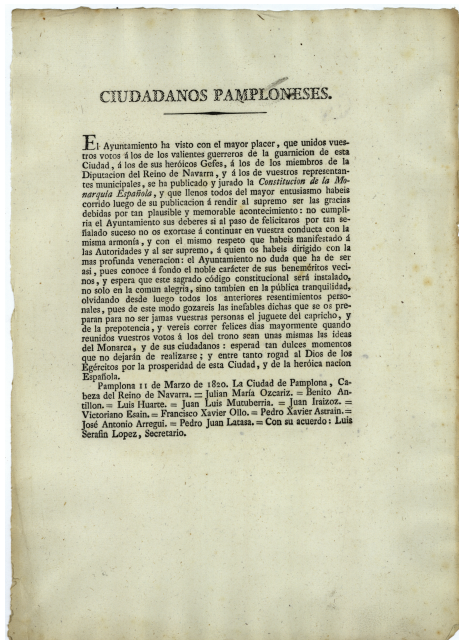 CIUDADANOS PAMPLONESES.
El Ayuntamiento ha visto con el mayor placer, que unidos vues-
tros votos á los de los valientes guerreros de la guarnicion de esta
Ciudad, á los de sus heróicos Gefes, á los de los miembros de la
Diputacion del Reino de Navarra, y á los de vuestros representan-
tes municipales, se ha publicado y jurado la Constitucion de la Mo-
narquía Española, y que llenos todos del mayor entusiasmo habeis
corrido luego de su publicacion á rendir al supremo ser las gracias
debidas por tan plausible y memorable acontecimiento: no cumpli-
ria el Ayuntamiento sus deberes si al paso de felicitaros por tan se-
ñalado suceso no os exortase á continuar en vuestra conducta con la
misma armonía, y con el mismo respeto que habeis manifestado á
las Autoridades y al ser supremo, á quien os habeis dirigido con la
mas profunda veneracion: el Ayuntamiento no duda que ha de ser
asi, pues conoce á fondo el noble carácter de sus beneméritos veci-
nos, y espera que este sagrado código constitucional será instalado,
no solo en la comun alegria, sino tambien en la pública tranquilidad,
olvidando desde luego todos los anteriores resentimientos perso-
nales, pues de este modo gozareis las inefables dichas que se os pre-
paran para no ser jamas vuestras personas el juguete del capricho, y
de la prepotencia, y vereis correr felices dias mayormente quando
reunidos vuestros votos á los del trono sean unas mismas las ideas
del Monarca, y de sus ciudadanos: esperad tan dulces momentos
que no dejarán de realizarse; y entre tanto rogad al Dios de los
Egércitos por la prosperidad de esta Ciudad, y de la heróica nacion
Española.
Pamplona 11 de Marzo de 1820. La Ciudad de Pamplona, Ca-
beza del Reino de Navarra. = Julian María Ozcariz. = Benito An-
tillon. = Luis Huarte. = Juan Luis Mutuberria. = Juan Iraizoz. =
Victoriano Esain. = Francisco Xavier Ollo. = Pedro Xavier Astrain. =
José Antonio Arregui. = Pedro Juan Latasa. = Con su acuerdo: Luis
Serafin Lopez, Secretario.